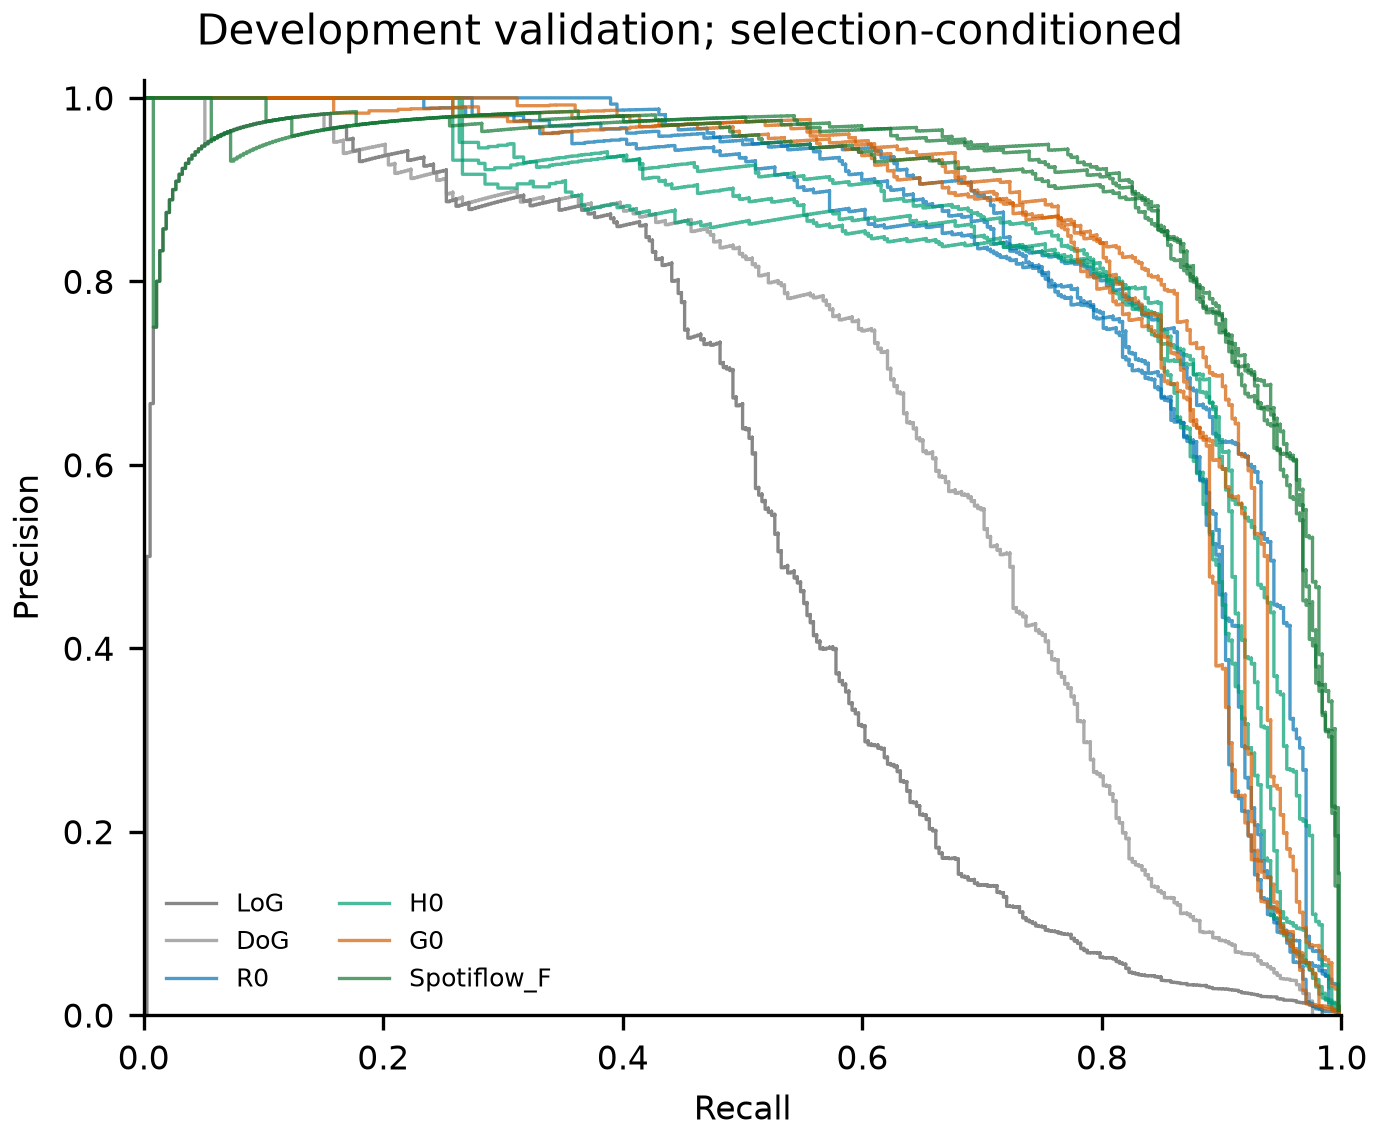 Development validation; selection-conditioned
1.0
0.8
0.6
0.4
0.2
0.0
Precision
LoG
DoG
R0
H0
G0
Spotiflow_F
0.0 0.2 0.4 0.6 0.8 1.0
Recall